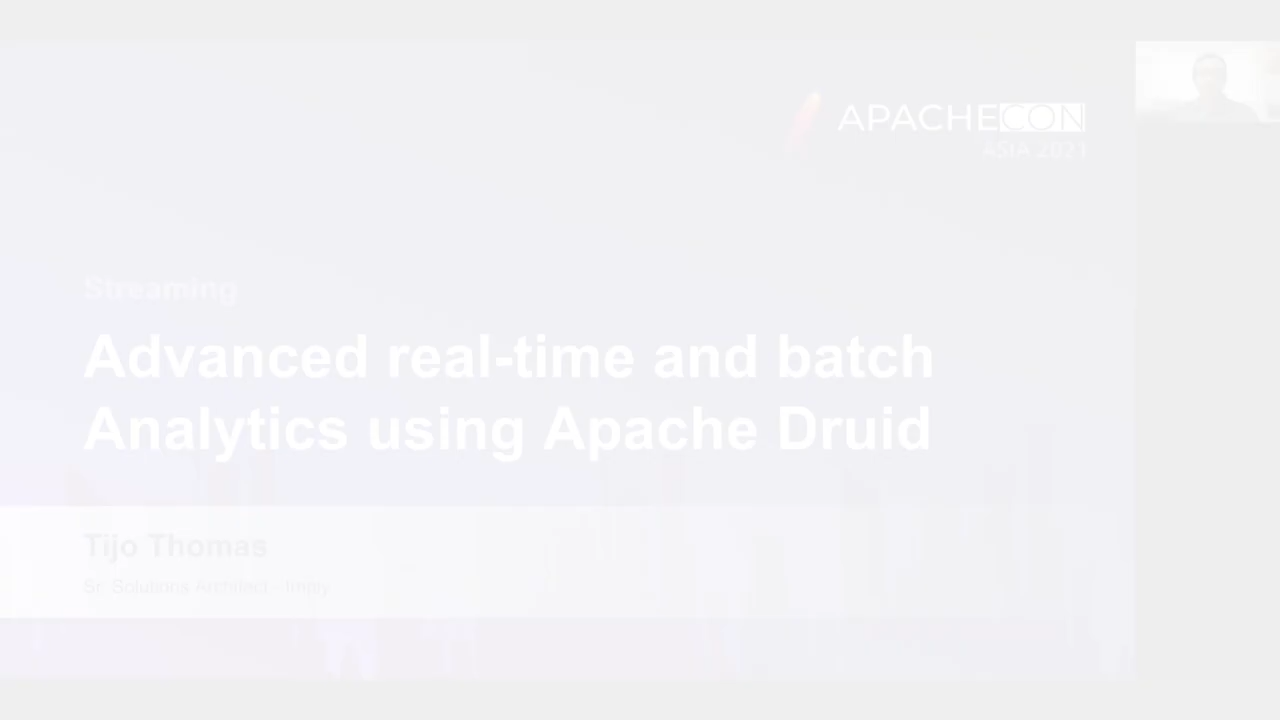 APACHECON
ASIA 2021
Streaming
Advanced real-time and batch
Analytics using Apache Druid
Tijo Thomas
Sr. Solutions Architect - Imply